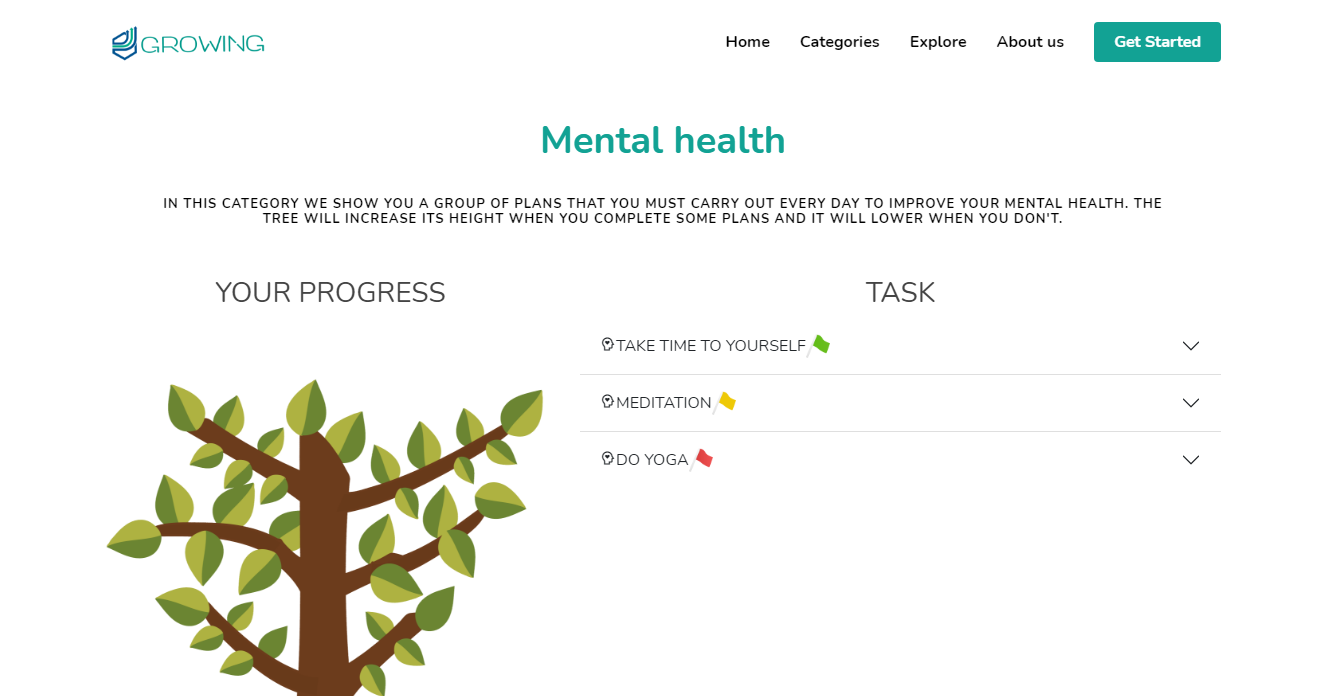 GROWING
Home
Categories
Explore
About us
Get Started
Mental health
IN THIS CATEGORY WE SHOW YOU A GROUP OF PLANS THAT YOU MUST CARRY OUT EVERY DAY TO IMPROVE YOUR MENTAL HEALTH. THE
TREE WILL INCREASE ITS HEIGHT WHEN YOU COMPLETE SOME PLANS AND IT WILL LOWER WHEN YOU DON'T.
YOUR PROGRESS
TASK
TAKE TIME TO YOURSELF
MEDITATION
DO YOGA